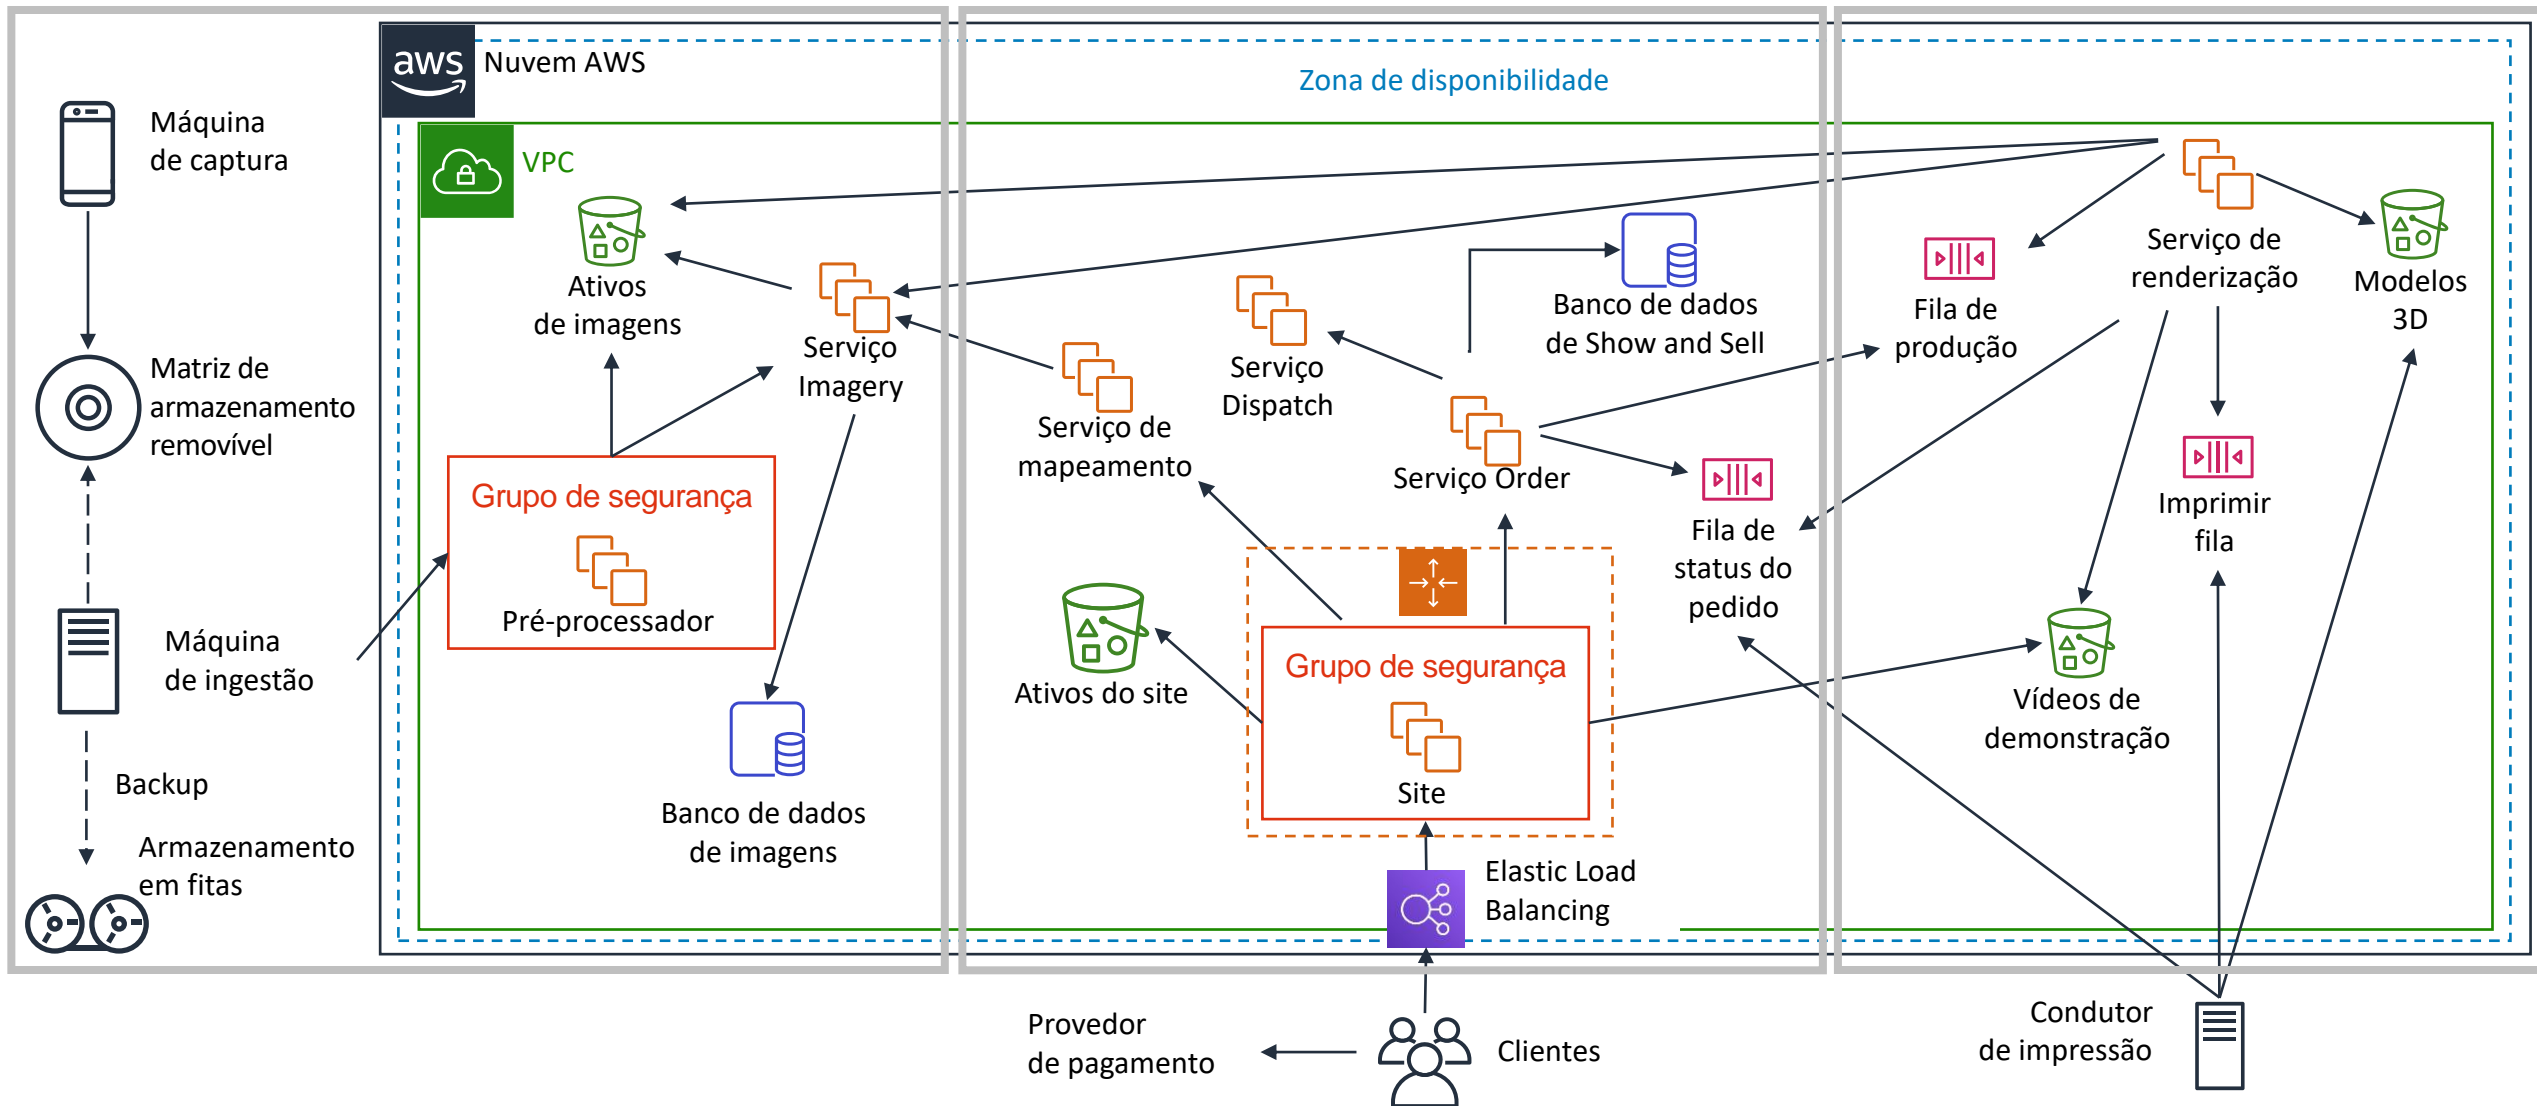 aws
Nuvem AWS
Zona de disponibilidade
VPC
Máquina
de captura
Matriz de
armazenamento
removível
Máquina
de ingestão
Backup
Armazenamento
em fitas
Ativos
de imagens
Serviço
Imagery
Grupo de segurança
Pré-processador
Banco de dados
de imagens
Serviço de
mapeamento
Serviço
Dispatch
Banco de dados
de Show and Sell
Serviço Order
Fila de
status do
pedido
Ativos do site
Grupo de segurança
Site
Elastic Load
Balancing
Provedor
de pagamento
Clientes
Fila de
produção
Serviço de
renderização
Modelos
3D
Imprimir
fila
Vídeos de
demonstração
Condutor
de impressão